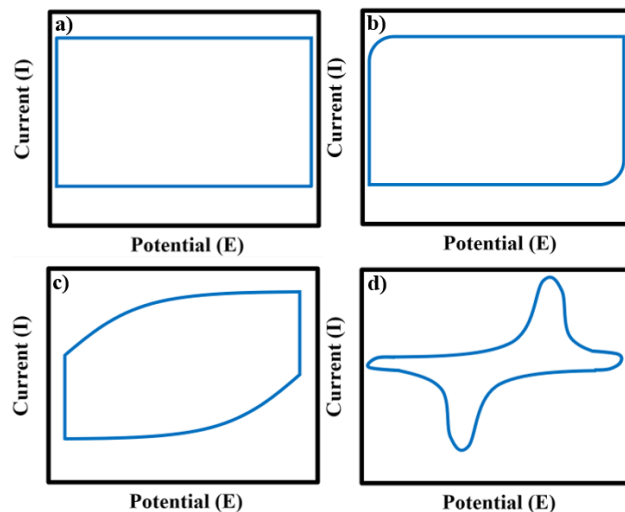 a)
Current (I)
Potential (E)
b)
Current (I)
Potential (E)
c)
Current (I)
Potential (E)
d)
Current (I)
Potential (E)